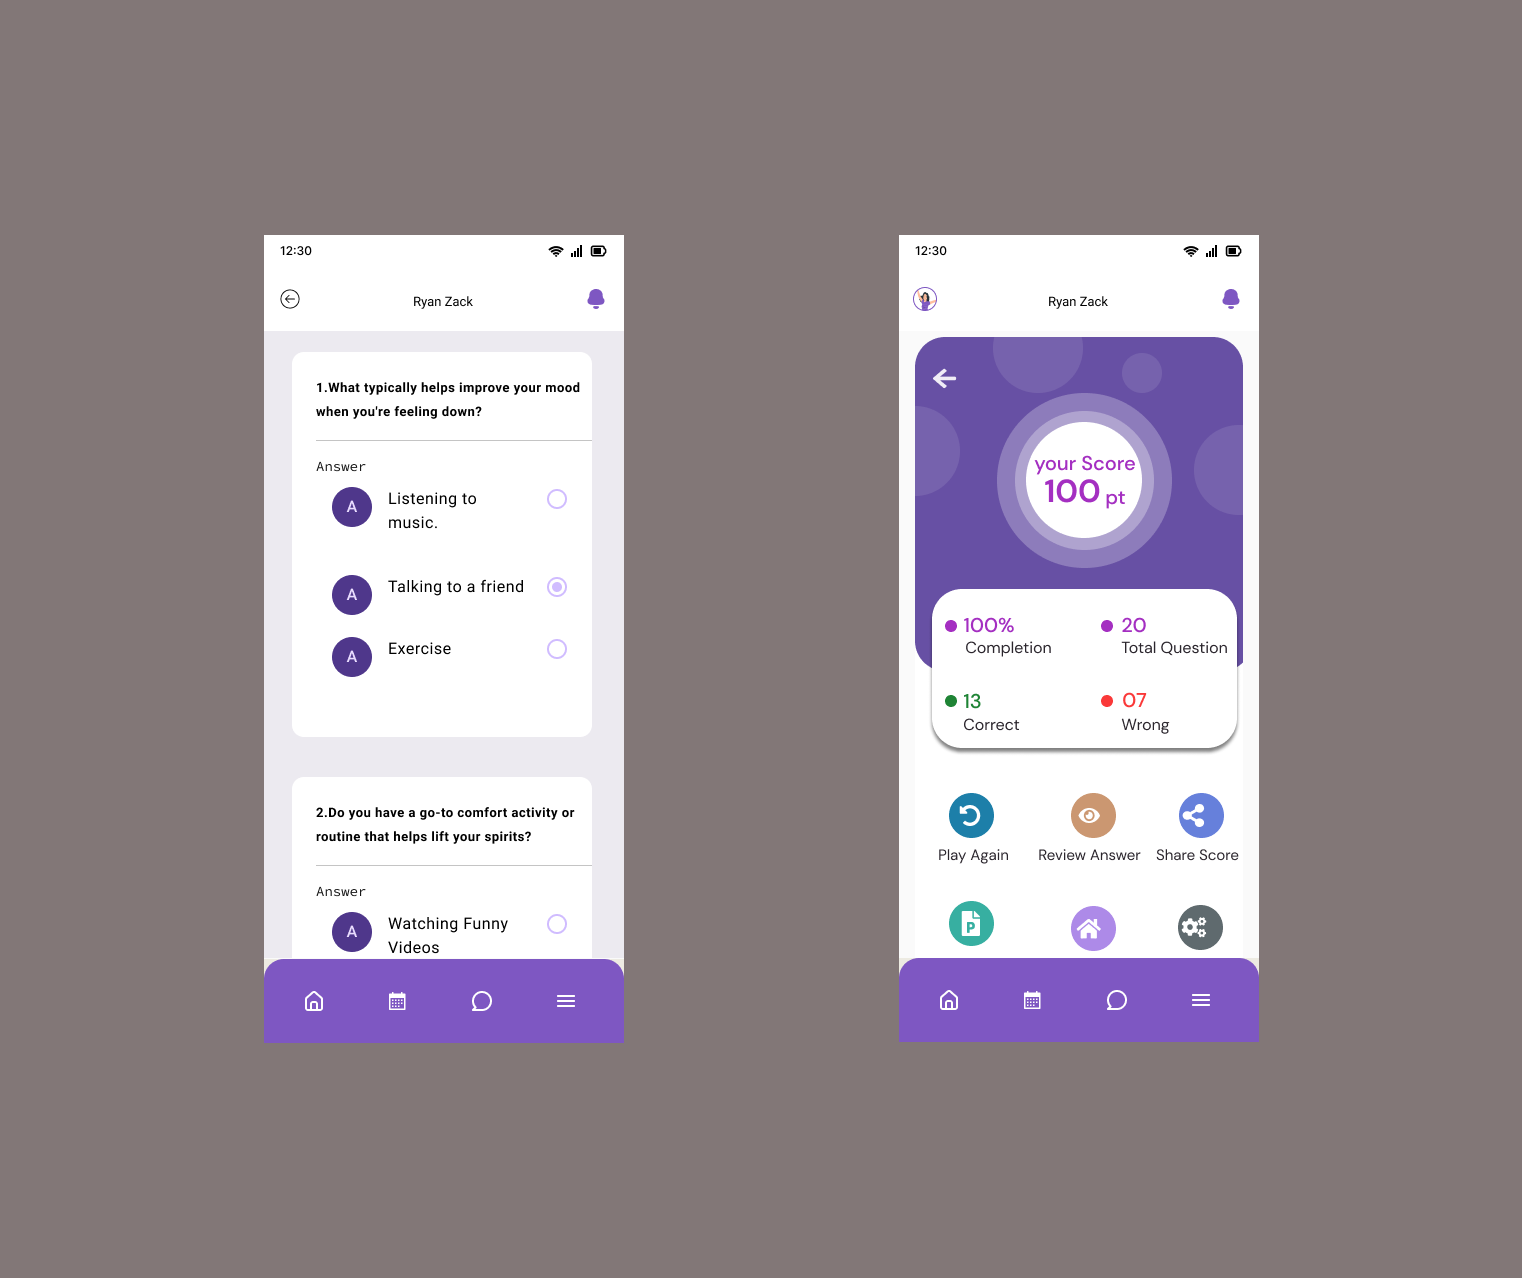 12:30
Ryan Zack
1.What typically helps improve your mood
when you're feeling down?
Answer
A
Listening to
music.
A
Talking to a friend
A
Exercise
2.Do you have a go-to comfort activity or
routine that helps lift your spirits?
Answer
A
Watching Funny
Videos
12:30
Ryan Zack
your Score
100 pt
100%
Completion
20
Total Question
13
Correct
07
Wrong
Play Again
Review Answer
Share Score
P